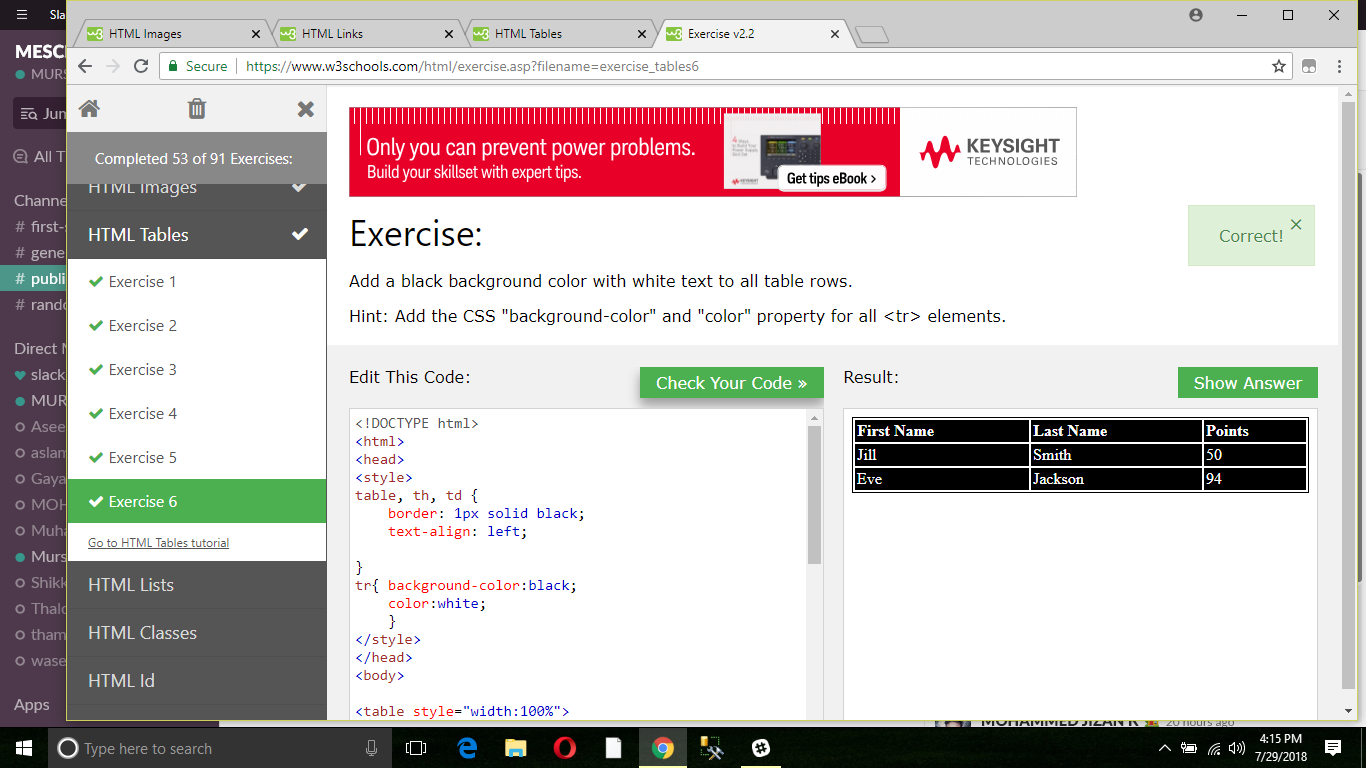 Sla
HTML Images
HTML Links
HTML Tables
Exercise v2.2
Secure
https://www.w3schools.com/html/exercise.asp?filename=exercise_tables6
MESC
MURS
Jum
All T
Channe
# first-s
# gene
# publi
# rando
Direct M
slack
MUR
Asee
aslam
Gaya
MOH
Muha
Murs
Shikk
Thalo
tham
wase
Apps
Completed 53 of 91 Exercises:
HTML Images
HTML Tables
Exercise 1
Exercise 2
Exercise 3
Exercise 4
Exercise 5
Exercise 6
Go to HTML Tables tutorial
HTML Lists
HTML Classes
HTML Id
Only you can prevent power problems.
Build your skillset with expert tips.
Get tips eBook >
KEYSIGHT
TECHNOLOGIES
Exercise:
Correct!
Add a black background color with white text to all table rows.
Hint: Add the CSS "background-color" and "color" property for all <tr> elements.
Edit This Code:
Check Your Code »
<!DOCTYPE html>
<html>
<head>
<style>
table, th, td {
border: 1px solid black;
text-align: left;
}
tr{ background-color:black;
color:white;
}
</style>
</head>
<body>
<table style="width:100%">
Result:
Show Answer
First Name Last Name Points
Jill Smith 50
Eve Jackson 94
MOHAMMED JIZAN K 20 hours ago
Type here to search
4:15 PM
7/29/2018